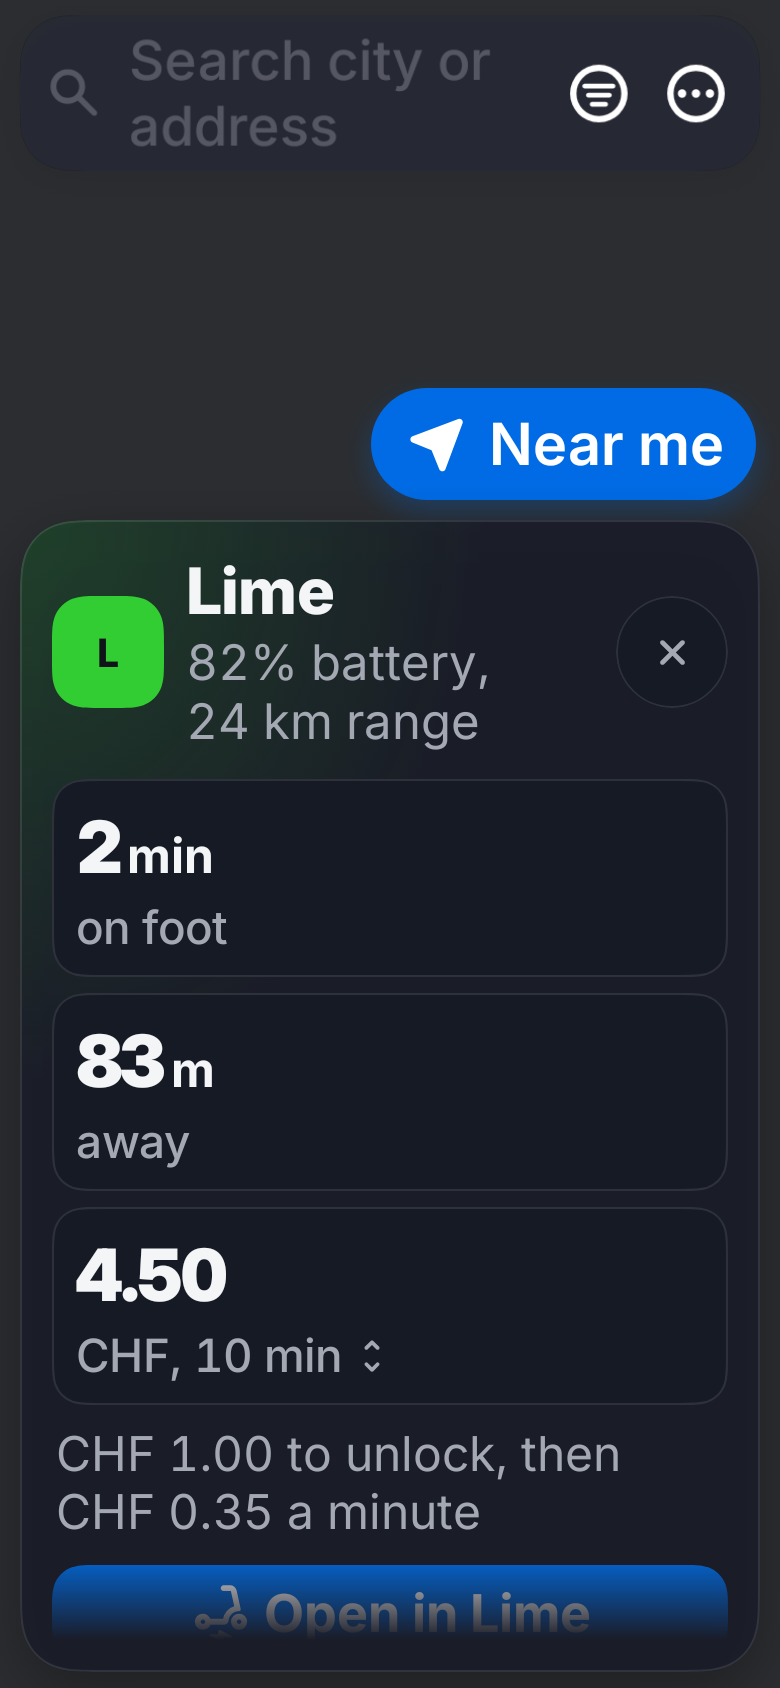 Search city or
address
Near me
Lime
L
82% battery,
24 km range
2 min
on foot
83 m
away
4.50
CHF, 10 min
CHF 1.00 to unlock, then
CHF 0.35 a minute
Open in Lime